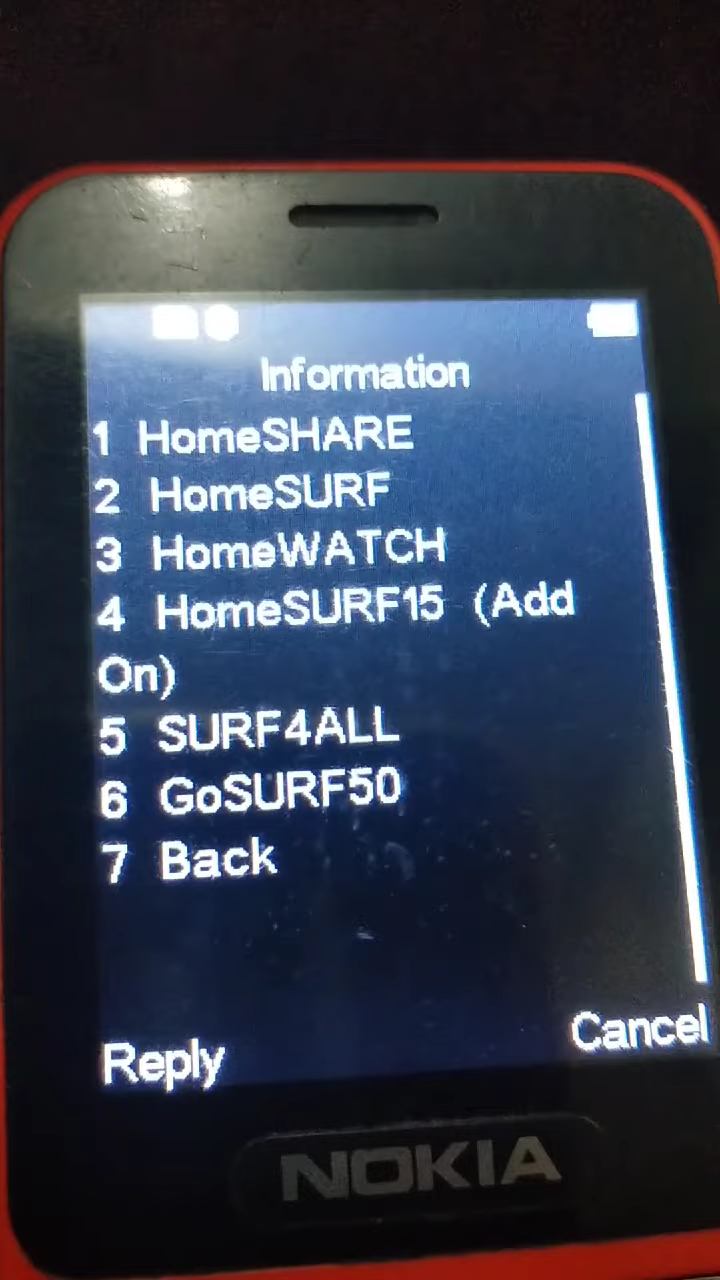 Information
1 HomeSHARE
2 HomeSURF
3 HomeWATCH
4 HomeSURF15 (Add
On)
5 SURF4ALL
6 GoSURF50
7 Back
Reply Cancel
NOKIA